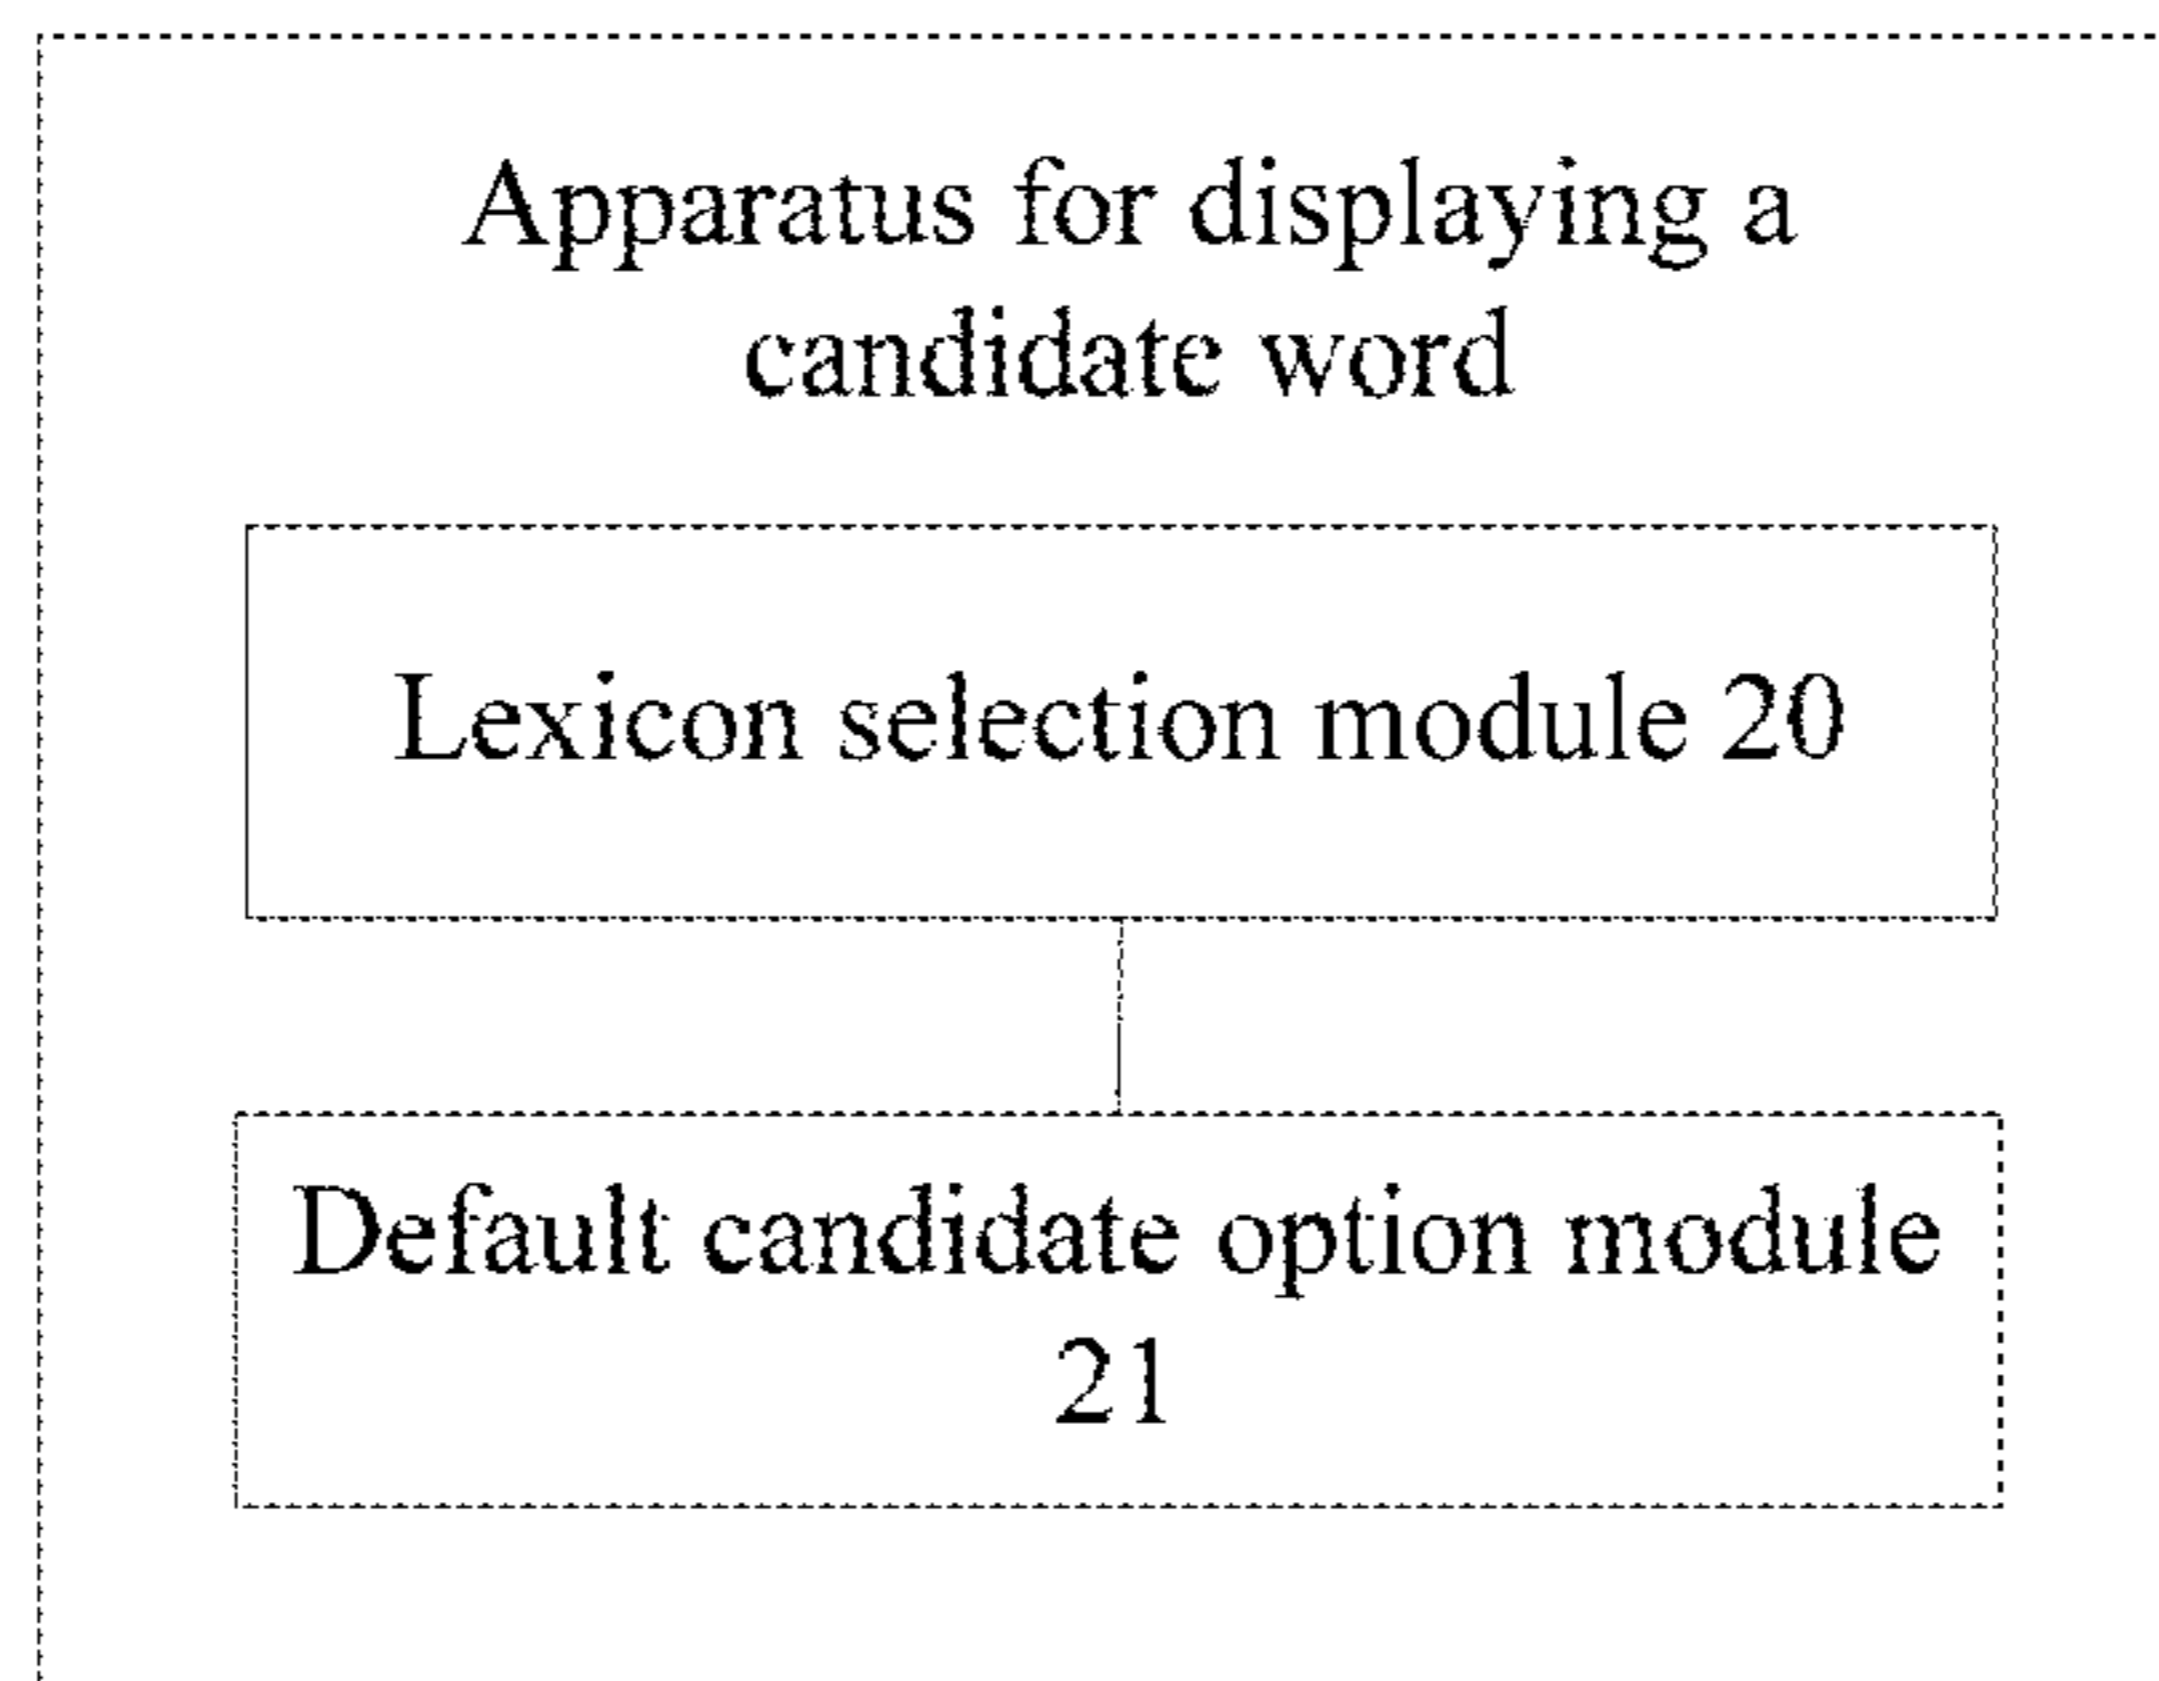 Apparatus for displaying a
candidate word
Lexicon selection module 20
Default candidate option module
21